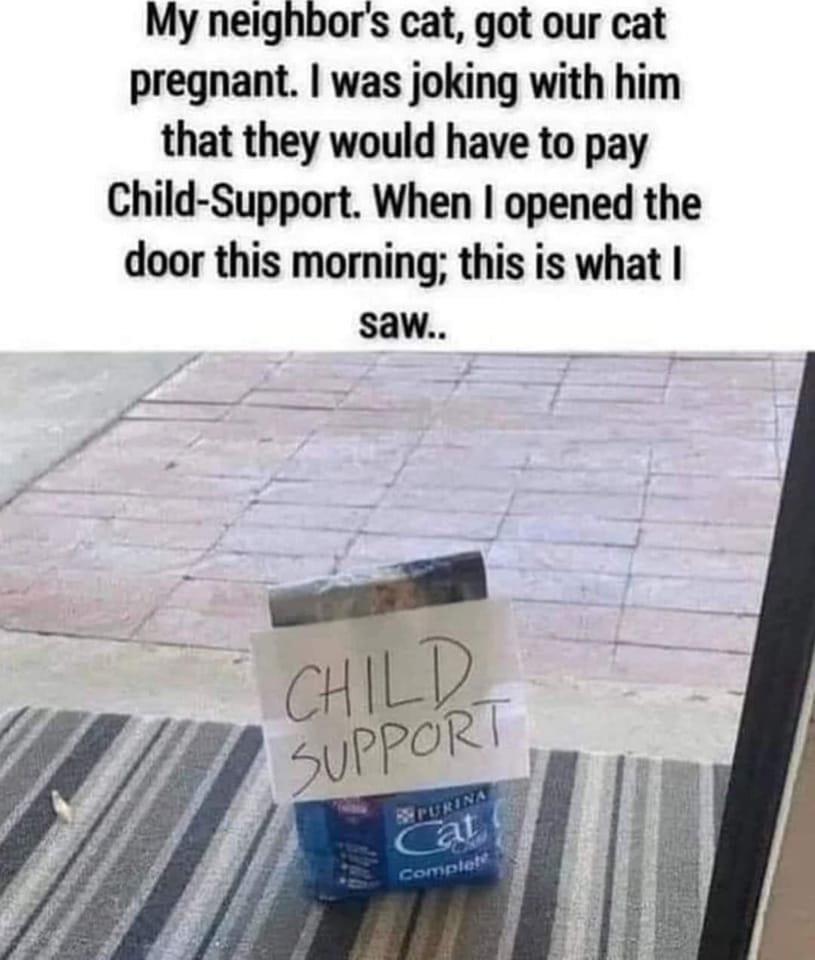 My neighbor's cat, got our cat
pregnant. I was joking with him
that they would have to pay
Child-Support. When I opened the
door this morning; this is what I
saw..
CHILD
SUPPORT
PURINA
Cat
Complete